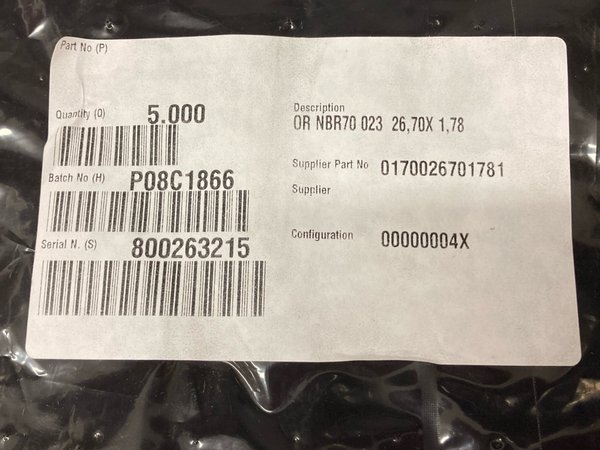 Part No (P)
Quantity (Q) 5.000
Batch No (H) P08C1866
Serial N. (S) 800263215
Description
OR NBR70 023 26,70X 1,78
Supplier Part No 0170026701781
Supplier
Configuration 00000004X